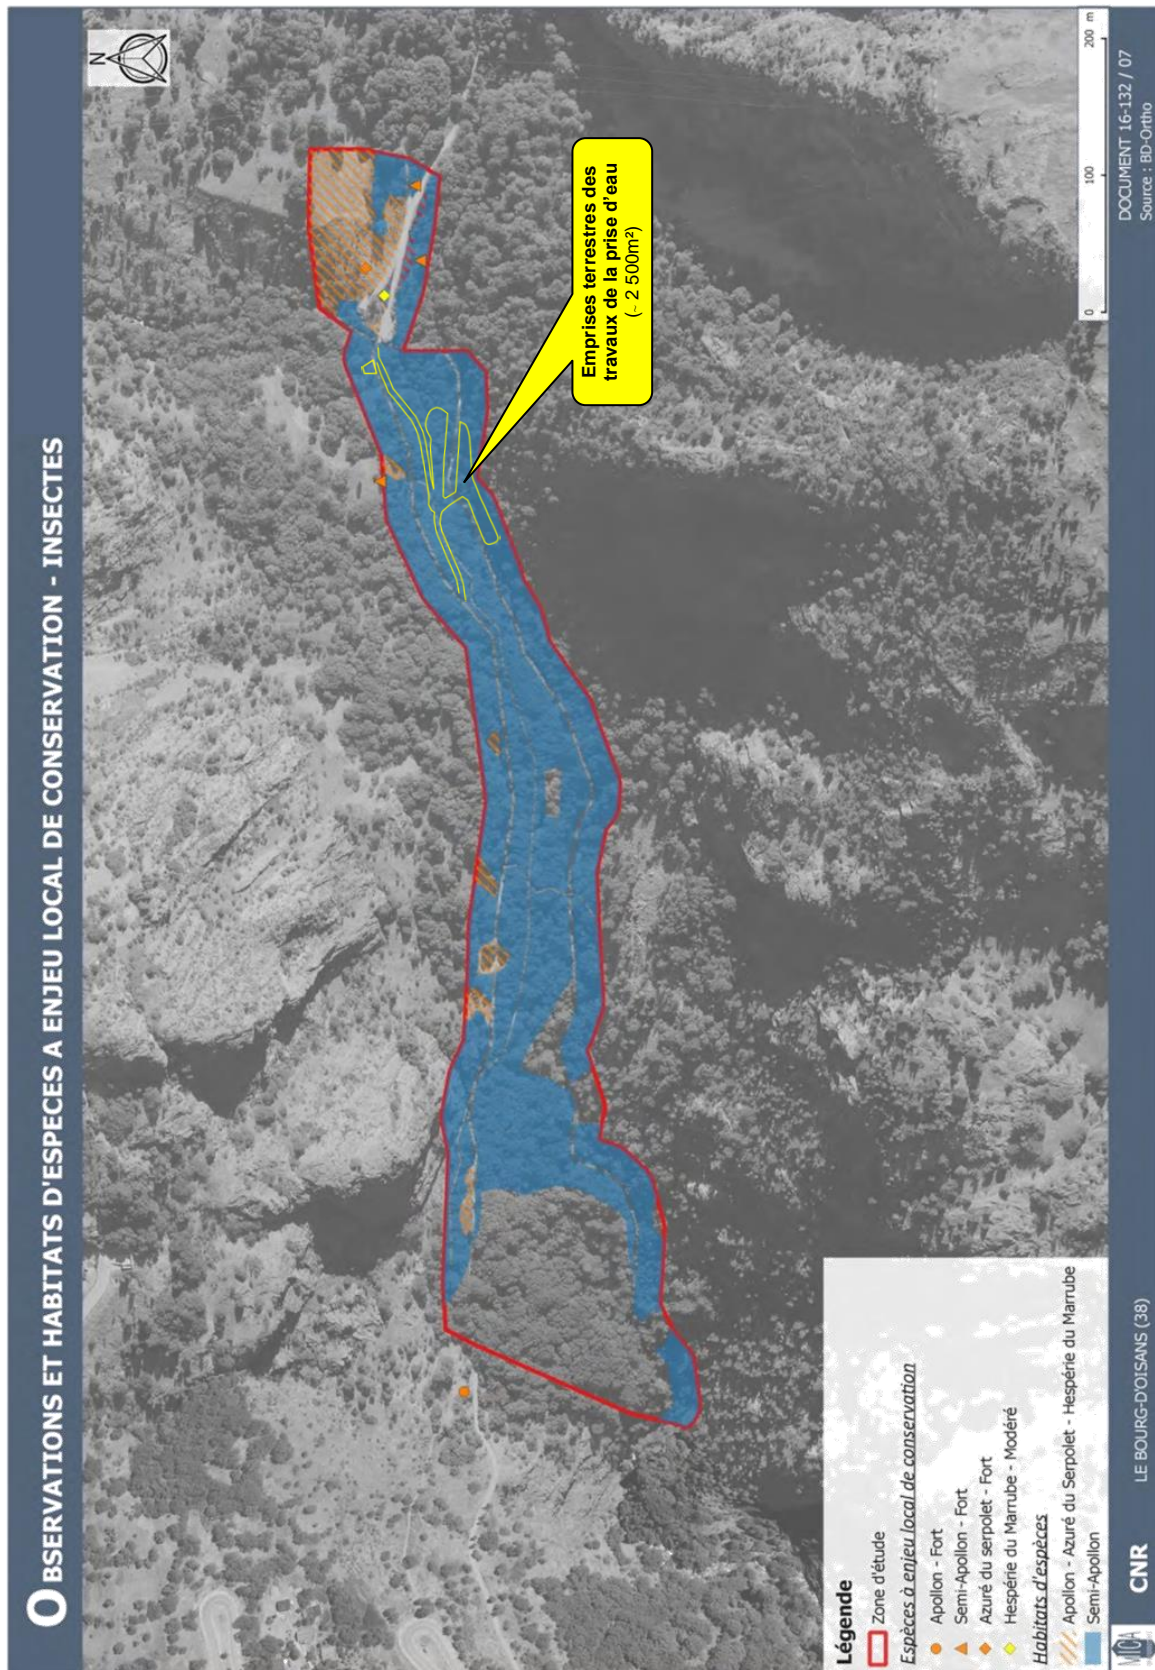 OBSERVATIONS ET HABITATS D'ESPECES A ENJEU LOCAL DE CONSERVATION - INSECTES
N
Emprises terrestres des
travaux de la prise d'eau
(~ 2 500m²)
Légende
Zone d'étude
Espèces à enjeu local de conservation
Apollon - Fort
Semi-Apollon - Fort
Azuré du serpolet - Fort
Hespérie du Marrube - Modéré
Habitats d'espèces
Apollon - Azuré du Serpolet - Hespérie du Marrube
Semi-Apollon
0 100 200 m
CNR
LE BOURG-D'OISANS (38)
DOCUMENT 16-132 / 07
Source : BD-Ortho